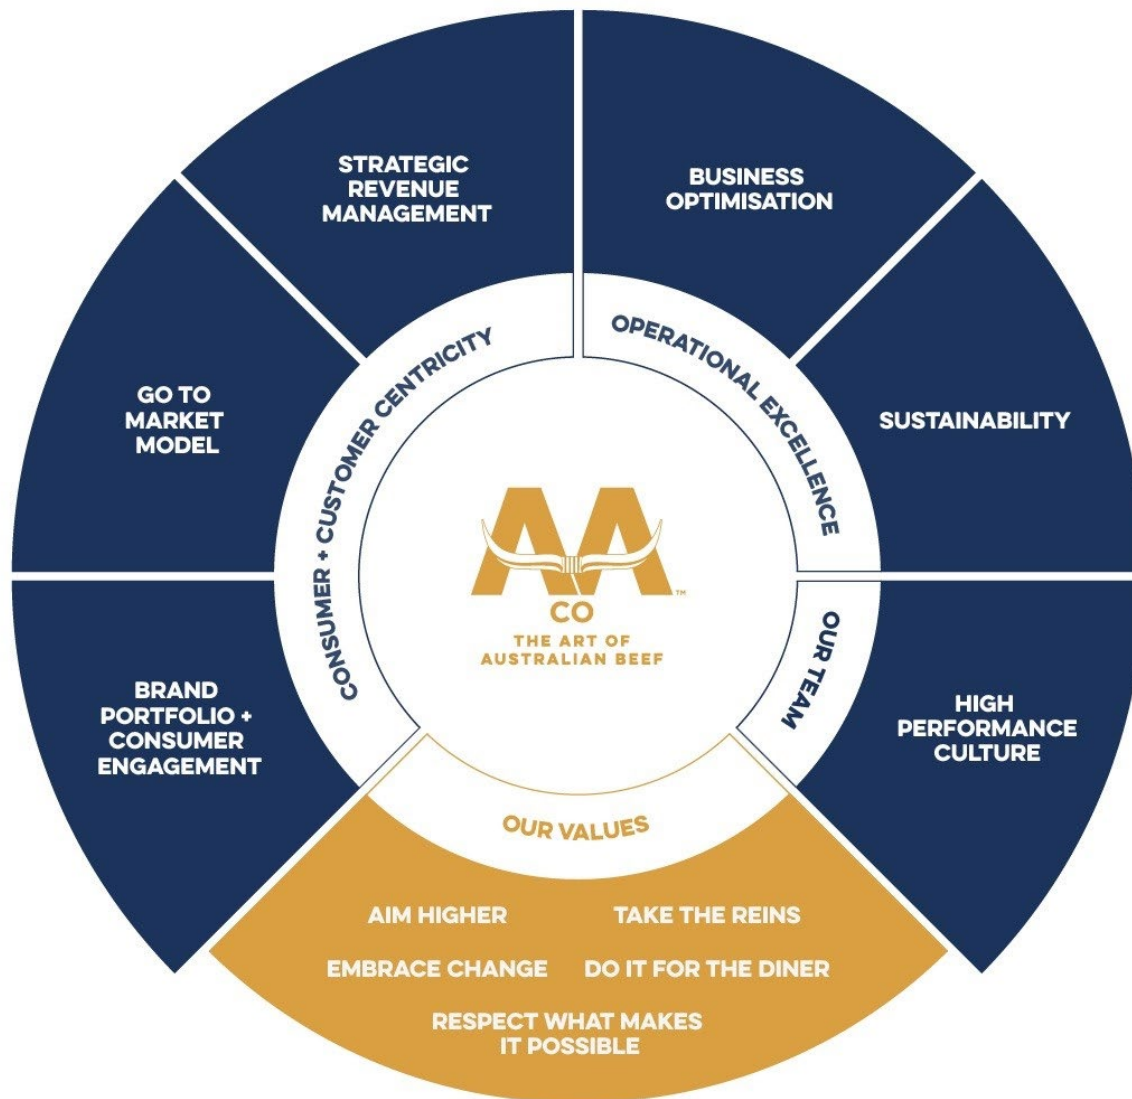 STRATEGIC
REVENUE
MANAGEMENT
BUSINESS
OPTIMISATION
GO TO
MARKET
MODEL
SUSTAINABILITY
BRAND
PORTFOLIO +
CONSUMER
ENGAGEMENT
HIGH
PERFORMANCE
CULTURE
CONSUMER + CUSTOMER CENTRICITY
OPERATIONAL EXCELLENCE
OUR TEAM
AA™
CO
THE ART OF
AUSTRALIAN BEEF
OUR VALUES
AIM HIGHER
TAKE THE REINS
EMBRACE CHANGE
DO IT FOR THE DINER
RESPECT WHAT MAKES
IT POSSIBLE